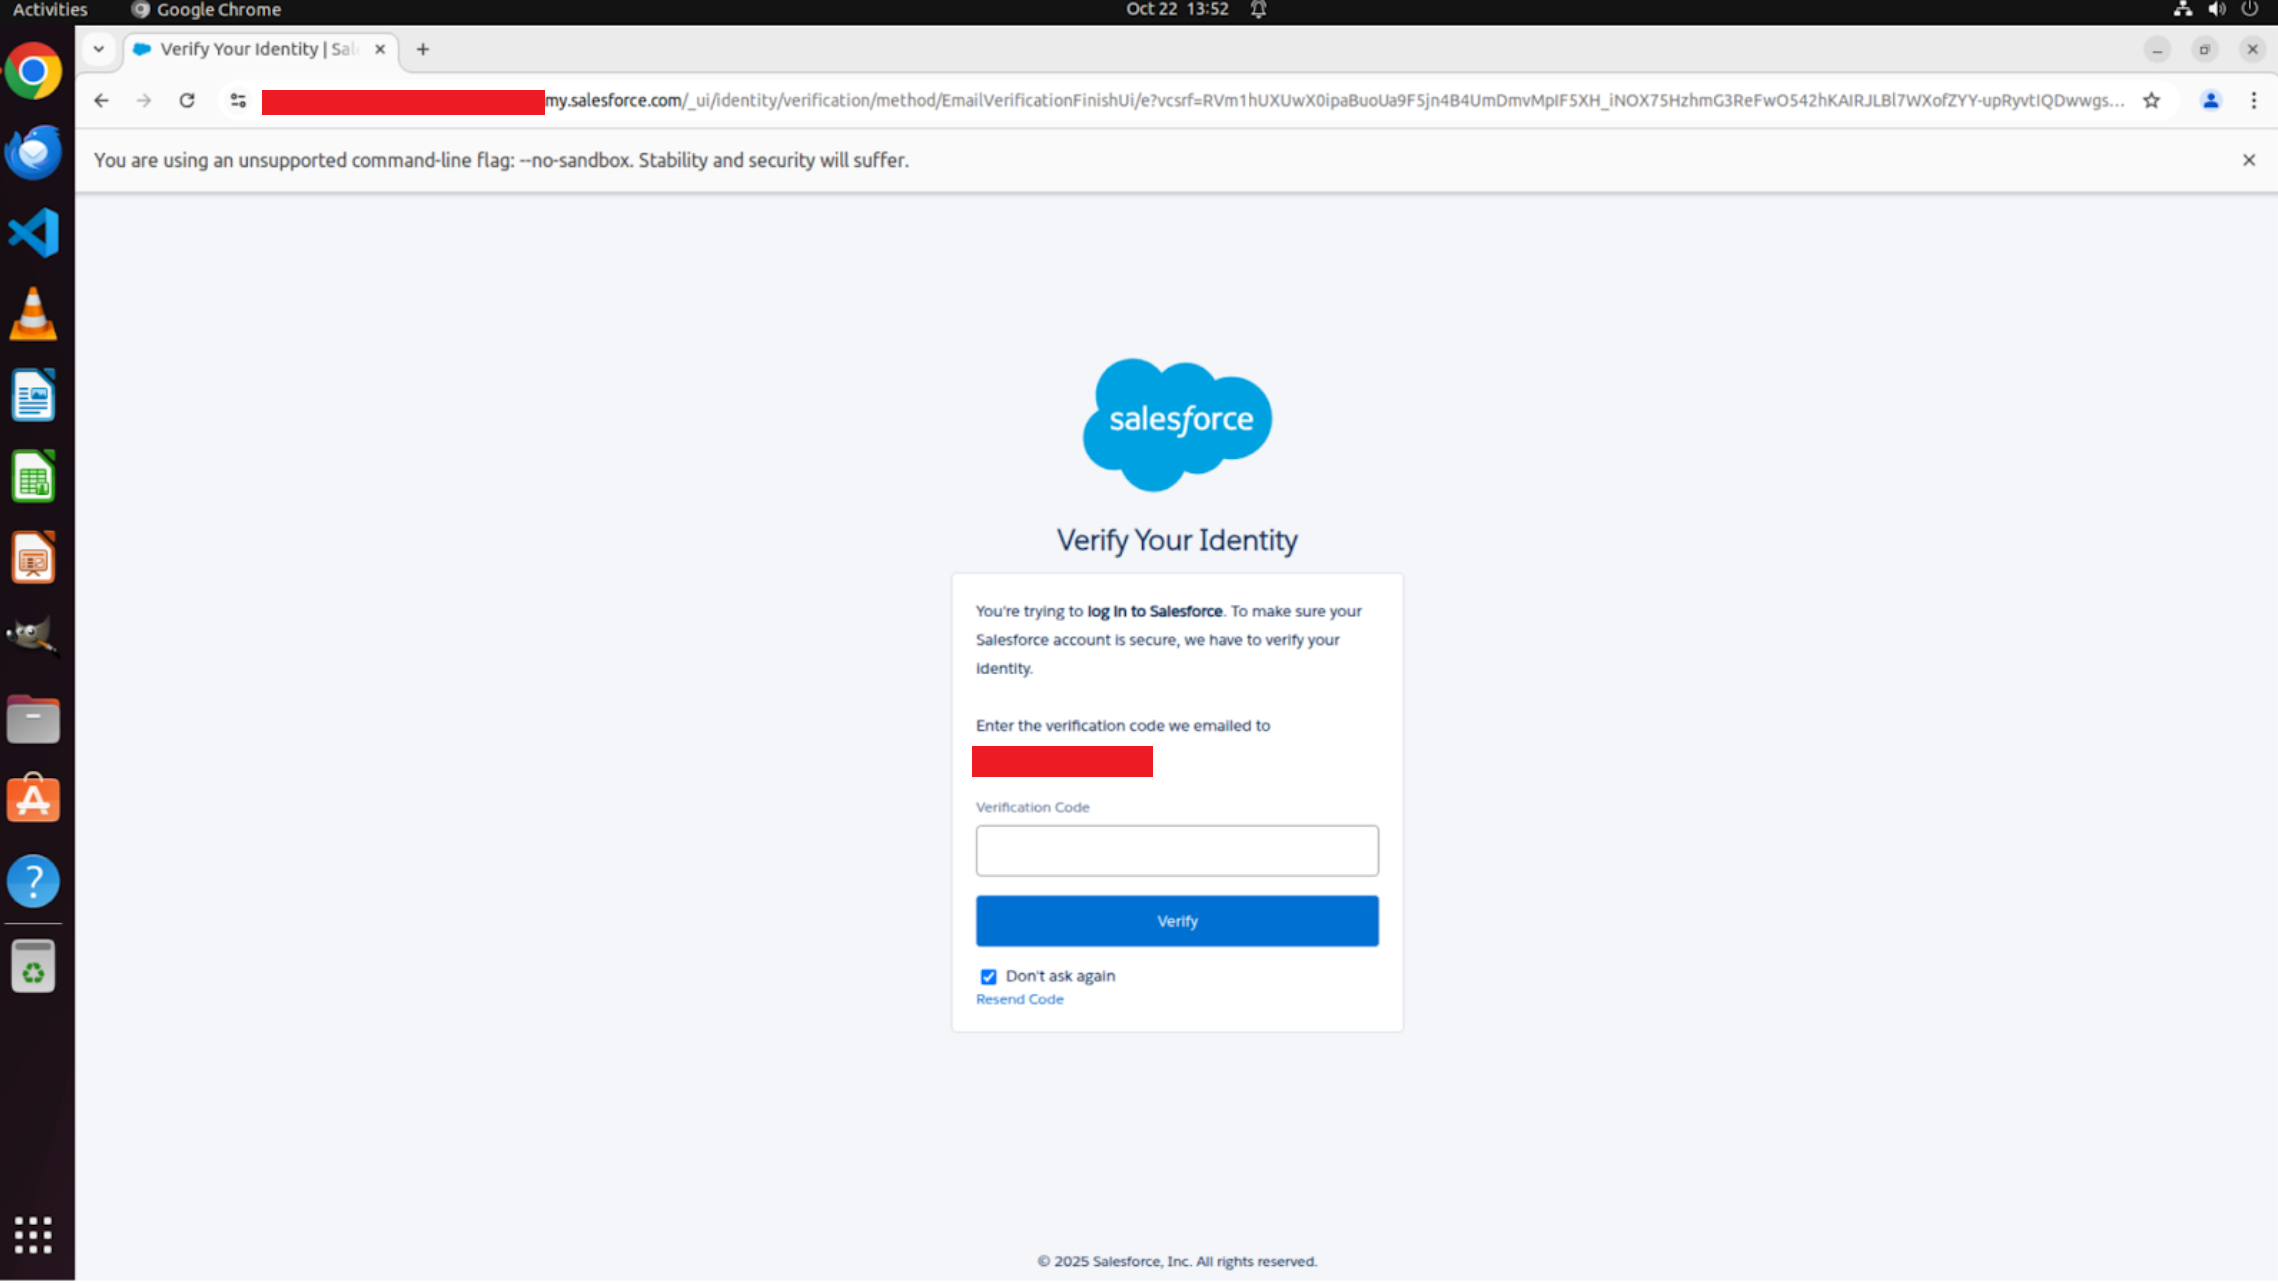 Activities
Google Chrome
Oct 22 13:52
Verify Your Identity | Sal
my.salesforce.com/_ui/identity/verification/method/EmailVerificationFinishUi/e?vcsrf=RVm1hUXUwX0ipaBuoUa9F5jn4B4UmDmvMpIF5XH_iNOX75HzhmG3ReFwO542hKAIRJLBl7WXofZYY-upRyvtIQDwwgs...
You are using an unsupported command-line flag: --no-sandbox. Stability and security will suffer.
salesforce
Verify Your Identity
You're trying to log in to Salesforce. To make sure your
Salesforce account is secure, we have to verify your
identity.
Enter the verification code we emailed to
Verification Code
Verify
Don't ask again
Resend Code
© 2025 Salesforce, Inc. All rights reserved.